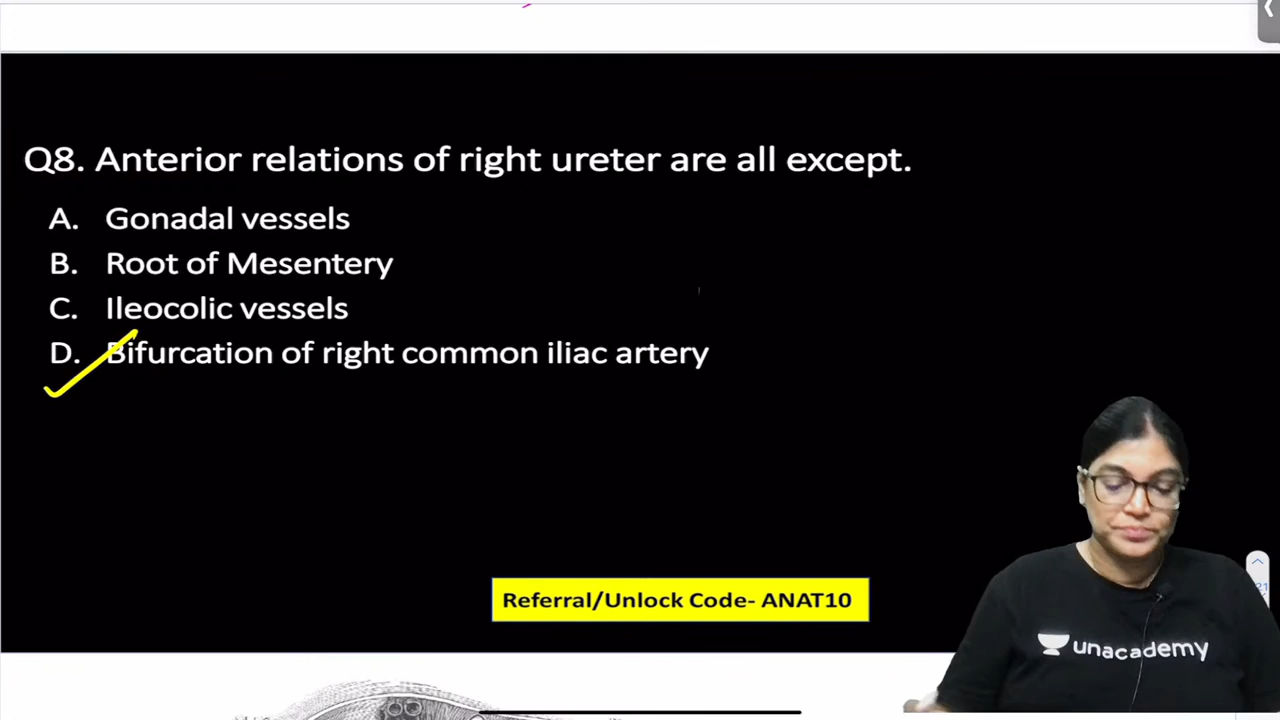 Q8. Anterior relations of right ureter are all except.
A. Gonadal vessels
B. Root of Mesentery
C. Ileocolic vessels
D. Bifurcation of right common iliac artery
Referral/Unlock Code- ANAT10
unacademy